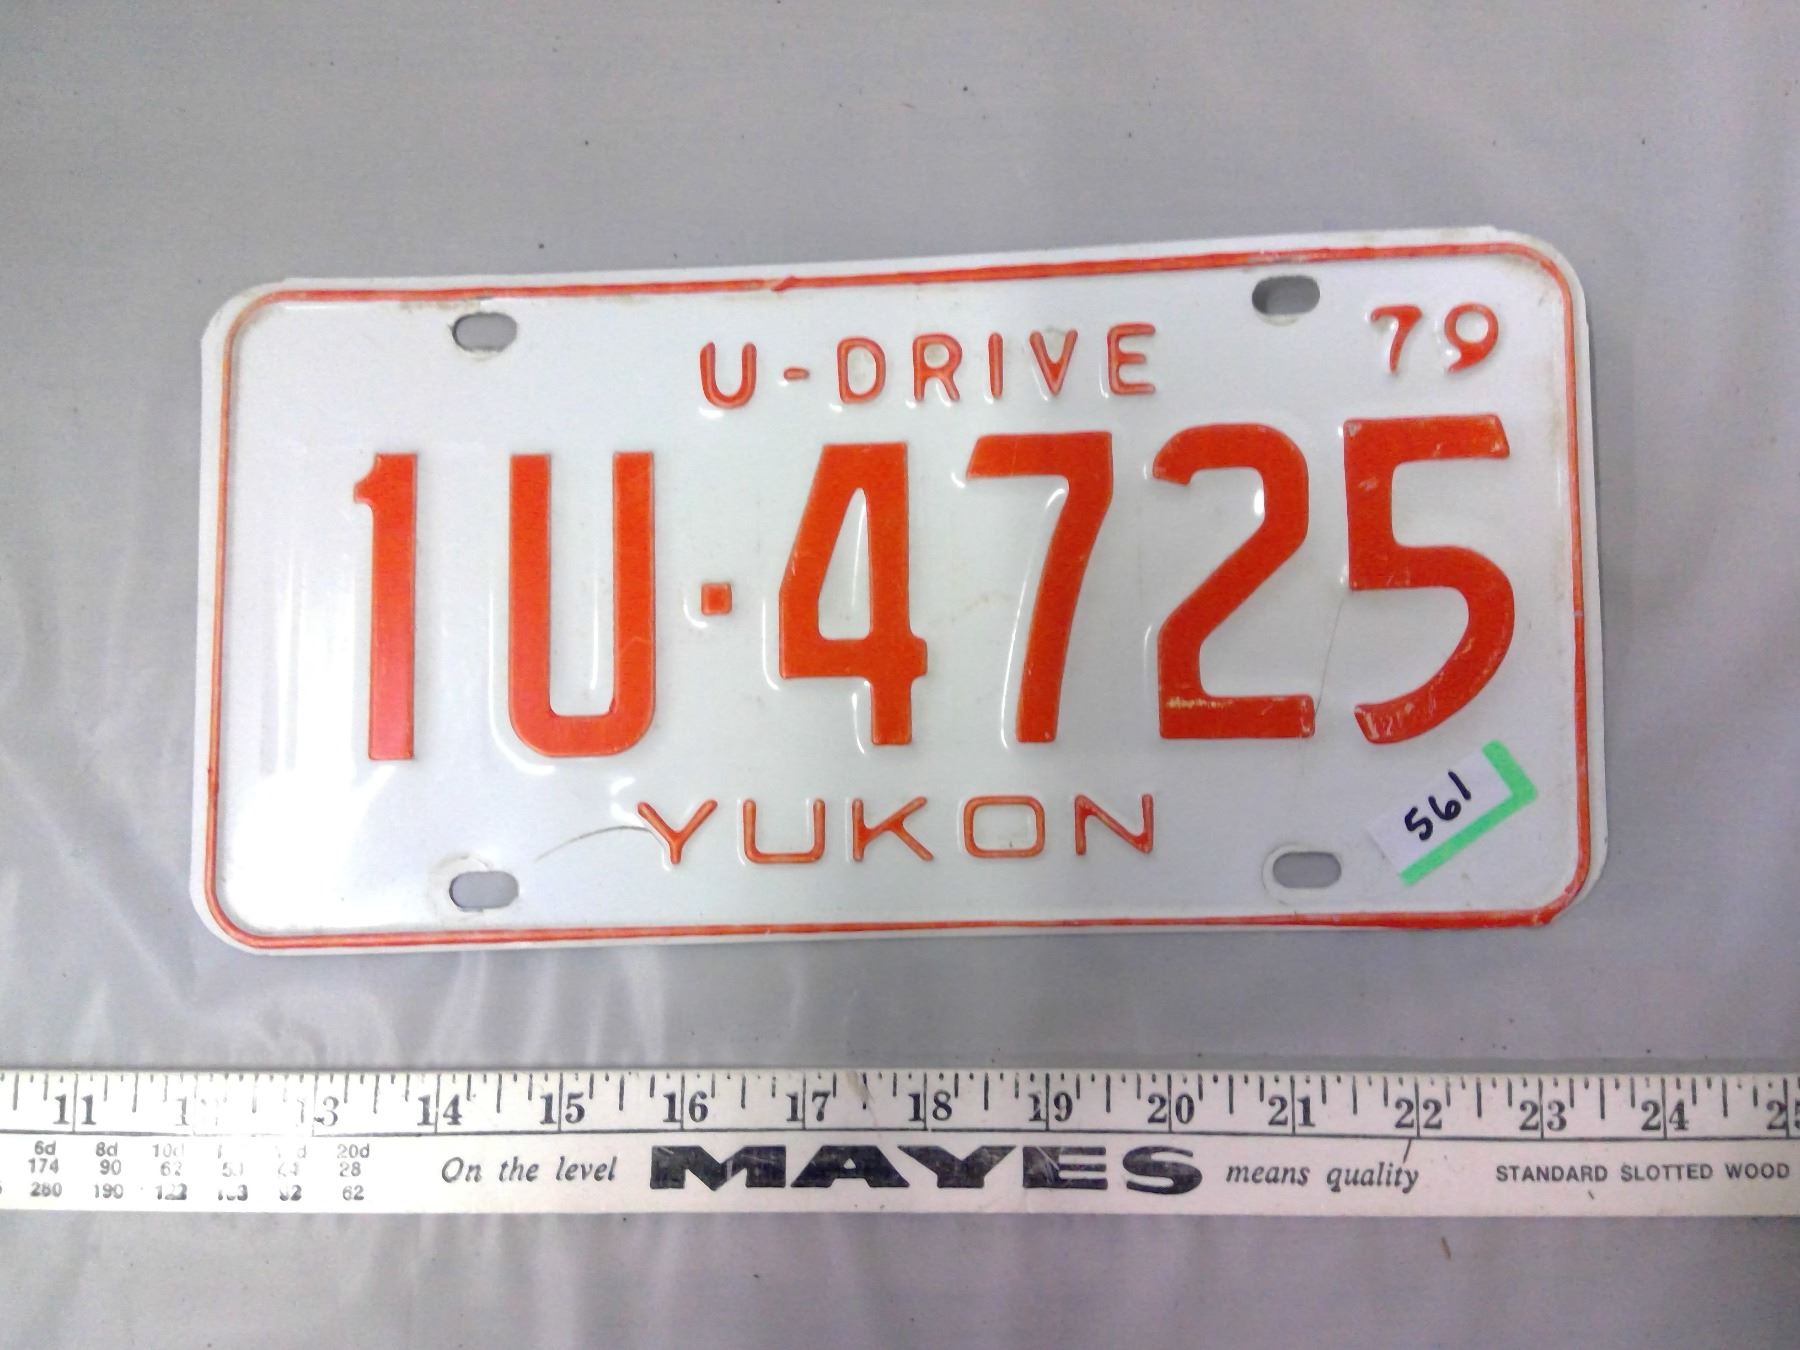 U-DRIVE 79
1U·4725
YUKON
561
11 13 14 15 16 17 18 19 20 21 22 23 24
6d 8d 10d 20d
174 90 62 28
280 190 62
On the level MAYES means quality STANDARD SLOTTED WOOD